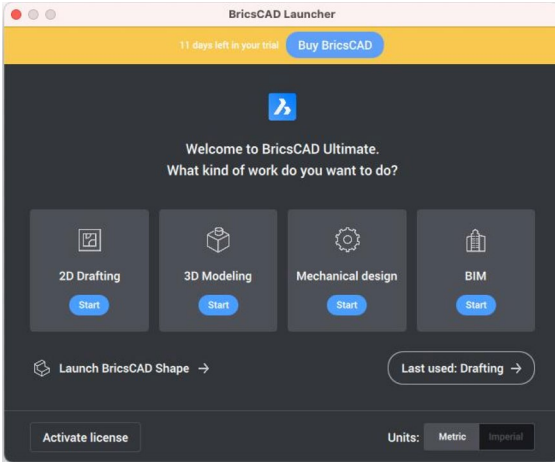 BricsCAD Launcher
11 days left in your trial Buy BricsCAD
Welcome to BricsCAD Ultimate.
What kind of work do you want to do?
2D Drafting 3D Modeling Mechanical design BIM
Start Start Start Start
Launch BricsCAD Shape → Last used: Drafting →
Activate license Units: Metric Imperial